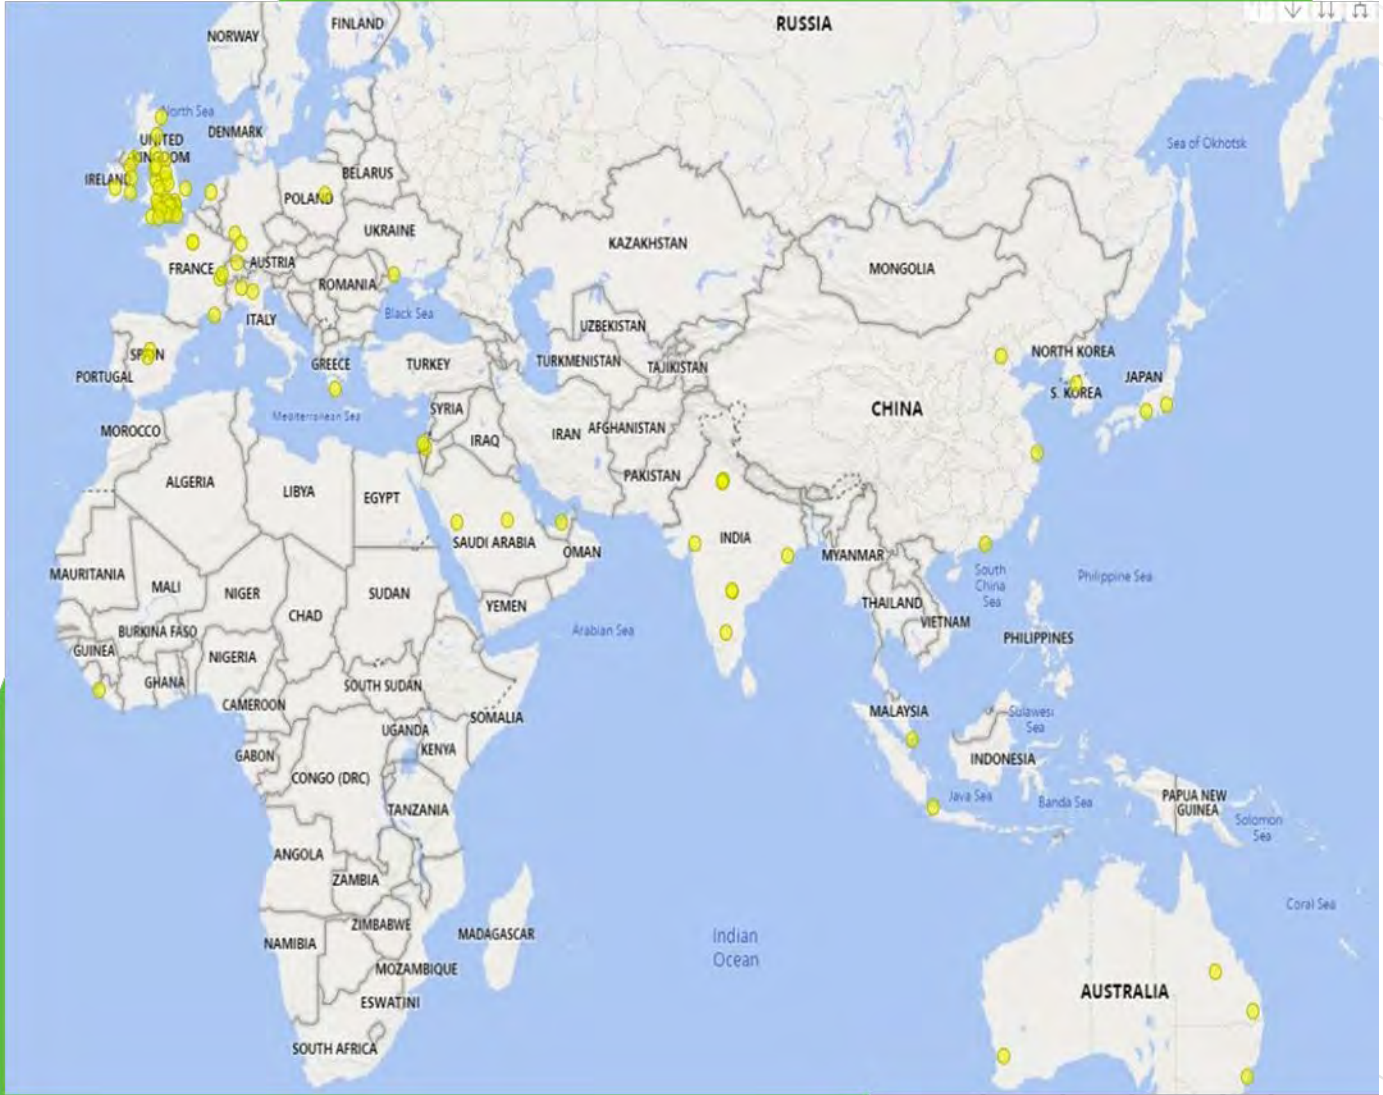 RUSSIA
FINLAND
NORWAY
North Sea
DENMARK
UNITED
KINGDOM
Sea of Okhotsk
IRELAND
BELARUS
POLAND
UKRAINE
KAZAKHSTAN
AUSTRIA
FRANCE
MONGOLIA
ROMANIA
Black Sea
ITALY
UZBEKISTAN
NORTH KOREA
SPAIN
GREECE
TURKEY
TURKMENISTAN
TAJIKISTAN
PORTUGAL
JAPAN
S. KOREA
SYRIA
CHINA
Mediterranean Sea
MOROCCO
IRAQ
IRAN
AFGHANISTAN
ALGERIA
LIBYA
EGYPT
PAKISTAN
SAUDI ARABIA
OMAN
INDIA
MYANMAR
MAURITANIA
MALI
NIGER
SUDAN
South
China
Sea
Philippine Sea
CHAD
YEMEN
THAILAND
VIETNAM
BURKINA FASO
Arabian Sea
PHILIPPINES
GUINEA
NIGERIA
GHANA
SOUTH SUDAN
CAMEROON
SOMALIA
MALAYSIA
Sulawesi
Sea
UGANDA
GABON
KENYA
INDONESIA
CONGO (DRC)
Java Sea
Banda Sea
PAPUA NEW
GUINEA
TANZANIA
Solomon
Sea
ANGOLA
ZAMBIA
Coral Sea
ZIMBABWE
NAMIBIA
MADAGASCAR
Indian
Ocean
MOZAMBIQUE
AUSTRALIA
ESWATINI
SOUTH AFRICA